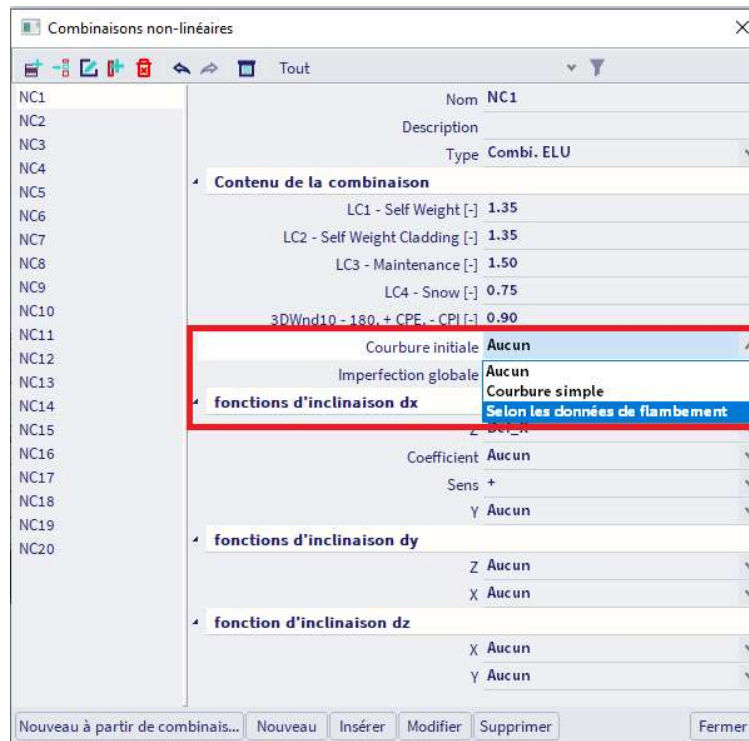 Combinaisons non-linéaires
Tout
NC1
NC2
NC3
NC4
NC5
NC6
NC7
NC8
NC9
NC10
NC11
NC12
NC13
NC14
NC15
NC16
NC17
NC18
NC19
NC20
Nom NC1
Description
Type Combi. ELU
Contenu de la combinaison
LC1 - Self Weight [-] 1.35
LC2 - Self Weight Cladding [-] 1.35
LC3 - Maintenance [-] 1.50
LC4 - Snow [-] 0.75
3DWnd10 - 180, + CPE, - CPI [-] 0.90
Courbure initiale Aucun
Imperfection globale
Aucun
Courbure simple
Selon les données de flambement
fonctions d'inclinaison dx
Z
Coefficient Aucun
Sens +
Y Aucun
fonctions d'inclinaison dy
Z Aucun
X Aucun
fonction d'inclinaison dz
X Aucun
Y Aucun
Nouveau à partir de combinais... Nouveau Insérer Modifier Supprimer Fermer